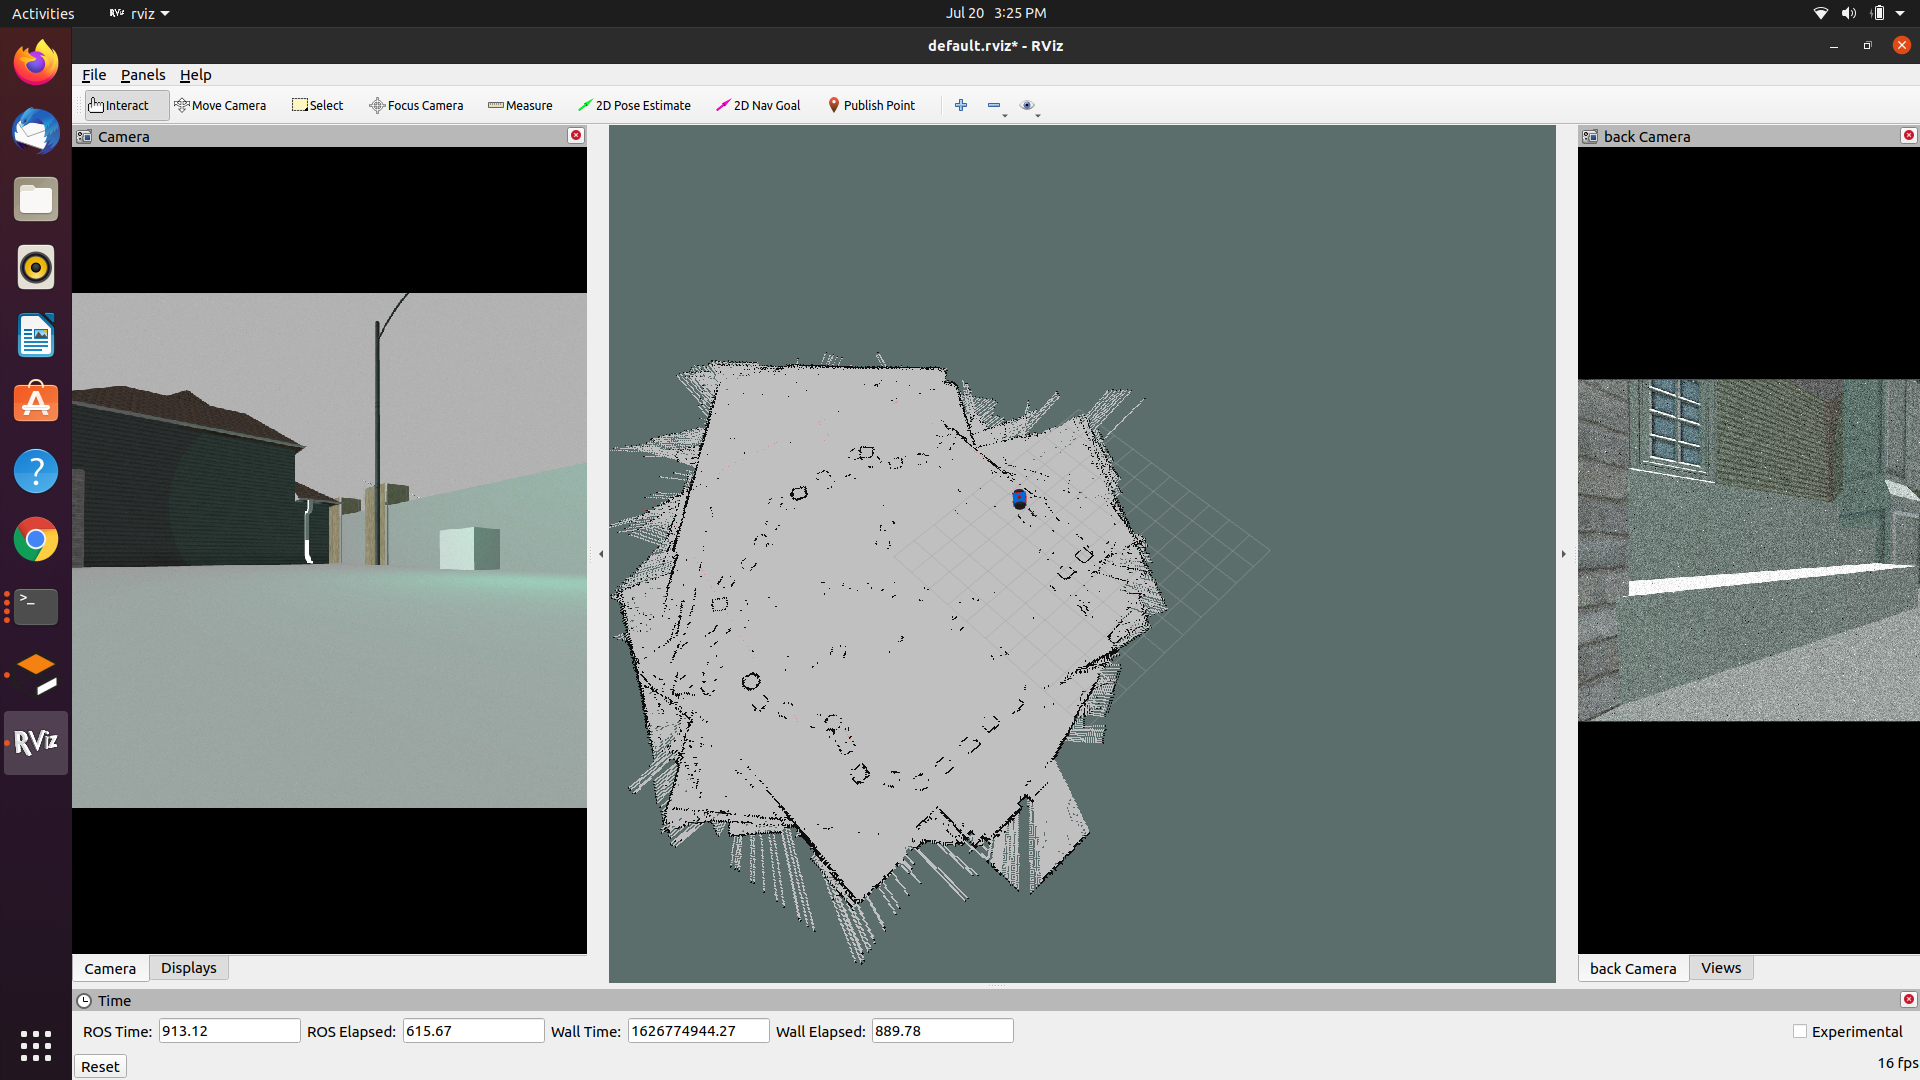 Activities RViz rviz Jul 20 3:25 PM
default.rviz* - RViz
File Panels Help
Interact Move Camera Select Focus Camera Measure 2D Pose Estimate 2D Nav Goal Publish Point
Camera
back Camera
>_
?
RViz
Camera Displays
back Camera Views
Time
ROS Time: 913.12 ROS Elapsed: 615.67 Wall Time: 1626774944.27 Wall Elapsed: 889.78 Experimental
Reset 16 fps